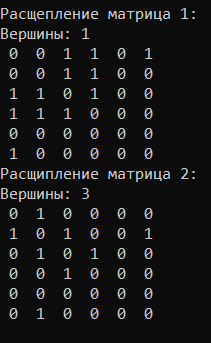 Расщепление матрица 1:
Вершины: 1
0 0 1 1 0 1
0 0 1 1 0 0
1 1 0 1 0 0
1 1 1 0 0 0
0 0 0 0 0 0
1 0 0 0 0 0
Расщипление матрица 2:
Вершины: 3
0 1 0 0 0 0
1 0 1 0 0 1
0 1 0 1 0 0
0 0 1 0 0 0
0 0 0 0 0 0
0 1 0 0 0 0